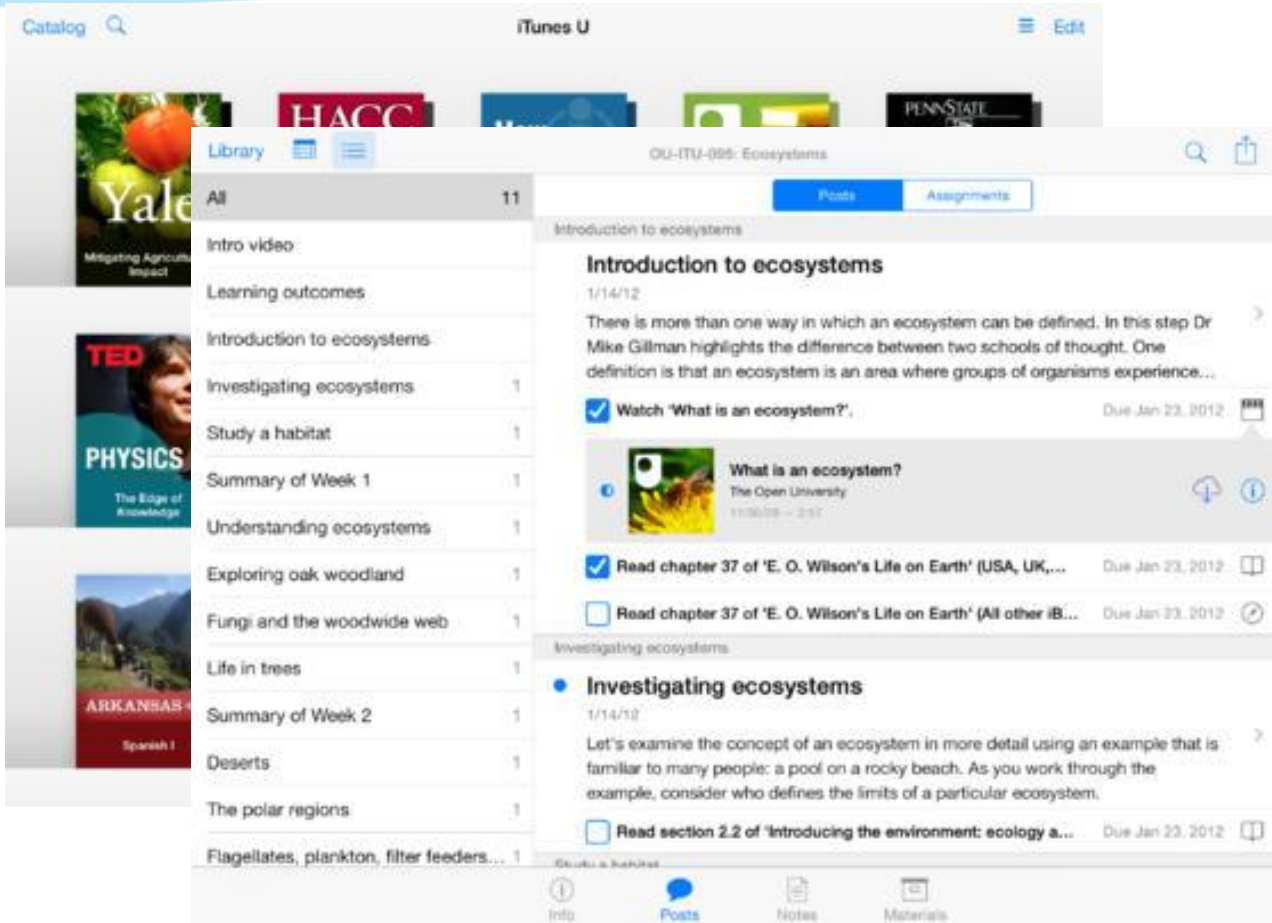 Catalog
iTunes U
Edit
HACC
PENNSTATE
Yale
Mitigating Agricultu
Impact
TED
PHYSICS
The Edge of
Knowledge
ARKANSAS
Spanish I
Library
OU-ITU-095: Ecosystems
All 11
Intro video
Learning outcomes
Introduction to ecosystems
Investigating ecosystems 1
Study a habitat 1
Summary of Week 1 1
Understanding ecosystems 1
Exploring oak woodland 1
Fungi and the woodwide web 1
Life in trees 1
Summary of Week 2 1
Deserts 1
The polar regions 1
Flagellates, plankton, filter feeders... 1
Posts Assignments
Introduction to ecosystems
Introduction to ecosystems
1/14/12
There is more than one way in which an ecosystem can be defined. In this step Dr
Mike Gillman highlights the difference between two schools of thought. One
definition is that an ecosystem is an area where groups of organisms experience...
Watch 'What is an ecosystem?'. Due Jan 23, 2012
What is an ecosystem?
The Open University
Read chapter 37 of 'E. O. Wilson's Life on Earth' (USA, UK,... Due Jan 23, 2012
Read chapter 37 of 'E. O. Wilson's Life on Earth' (All other iB... Due Jan 23, 2012
Investigating ecosystems
Investigating ecosystems
1/14/12
Let's examine the concept of an ecosystem in more detail using an example that is
familiar to many people: a pool on a rocky beach. As you work through the
example, consider who defines the limits of a particular ecosystem.
Read section 2.2 of 'Introducing the environment: ecology a... Due Jan 23, 2012
Study a habitat
Info Posts Notes Materials